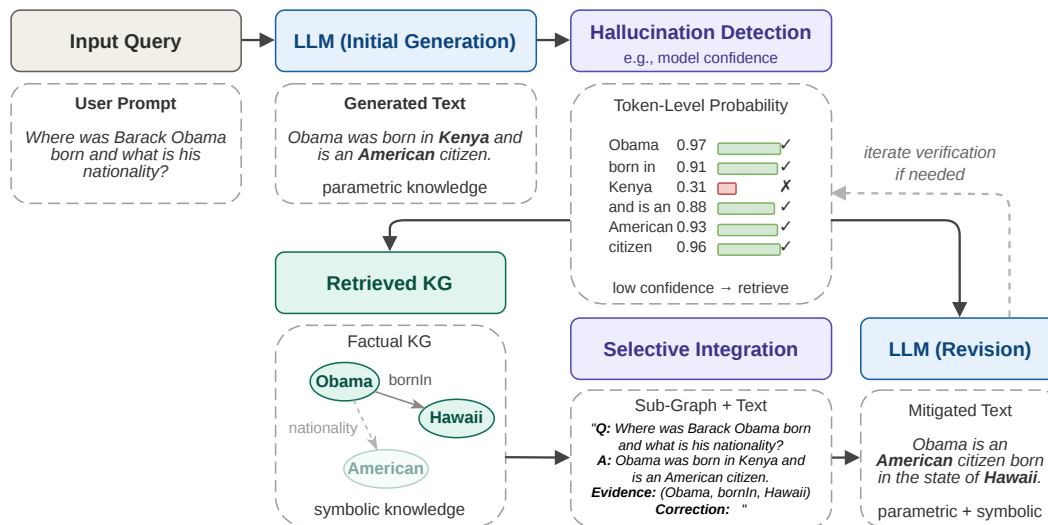 Input Query
User Prompt
Where was Barack Obama
born and what is his
nationality?
LLM (Initial Generation)
Generated Text
Obama was born in Kenya and
is an American citizen.
parametric knowledge
Hallucination Detection
e.g., model confidence
Token-Level Probability
Obama 0.97 ✓
born in 0.91 ✓
Kenya 0.31 ✗
and is an 0.88 ✓
American 0.93 ✓
citizen 0.96 ✓
low confidence → retrieve
iterate verification
if needed
Retrieved KG
Factual KG
Obama
bornIn
Hawaii
nationality
American
symbolic knowledge
Selective Integration
Sub-Graph + Text
"Q: Where was Barack Obama born
and what is his nationality?
A: Obama was born in Kenya and
is an American citizen.
Evidence: (Obama, bornIn, Hawaii)
Correction: "
LLM (Revision)
Mitigated Text
Obama is an
American citizen born
in the state of Hawaii.
parametric + symbolic